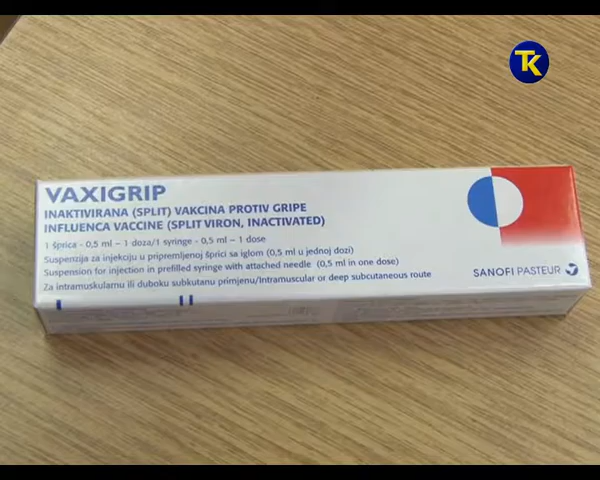 TK
VAXIGRIP
INAKTIVIRANA (SPLIT) VAKCINA PROTIV GRIPE
INFLUENCA VACCINE (SPLIT VIRON, INACTIVATED)
1 šprica - 0,5 ml - 1 doza/1 syringe - 0,5 ml - 1 dose
Suspenzija za injekciju u pripremljenoj šprici sa iglom (0,5 ml u jednoj dozi)
Suspension for injection in prefilled syringe with attached needle (0,5 ml in one dose)
Za intramuskularnu ili duboku subkutanu primjenu/Intramuscular or deep subcutaneous route
SANOFI PASTEUR